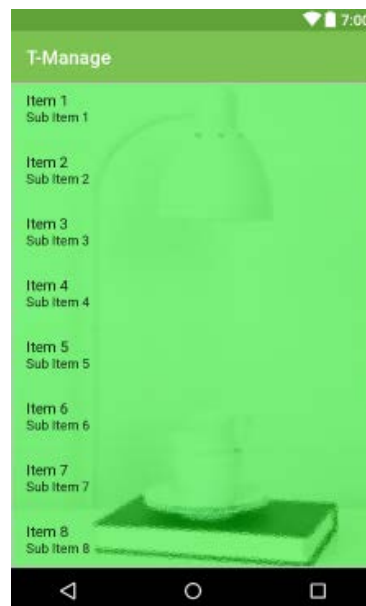 7:00
T-Manage
Item 1
Sub Item 1
Item 2
Sub Item 2
Item 3
Sub Item 3
Item 4
Sub Item 4
Item 5
Sub Item 5
Item 6
Sub Item 6
Item 7
Sub Item 7
Item 8
Sub Item 8